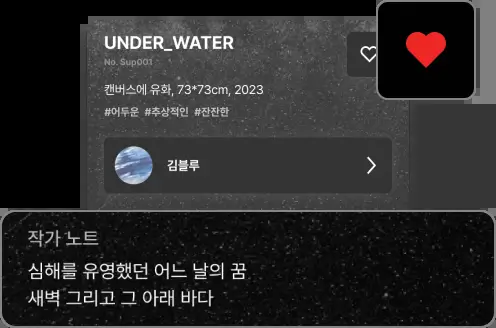 UNDER_WATER
No. Sup001
캔버스에 유화, 73*73cm, 2023
#어두운 #추상적인 #잔잔한
김블루
작가 노트
심해를 유영했던 어느 날의 꿈
새벽 그리고 그 아래 바다